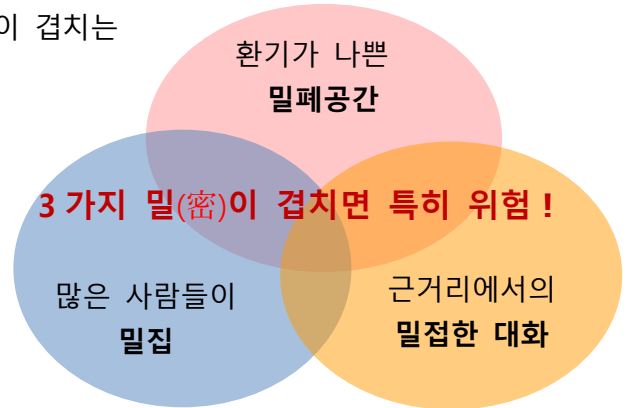 이 겹치는
환기가 나쁜
밀폐공간
3 가지 밀(密)이 겹치면 특히 위험 !
많은 사람들이
밀집
근거리에서의
밀접한 대화